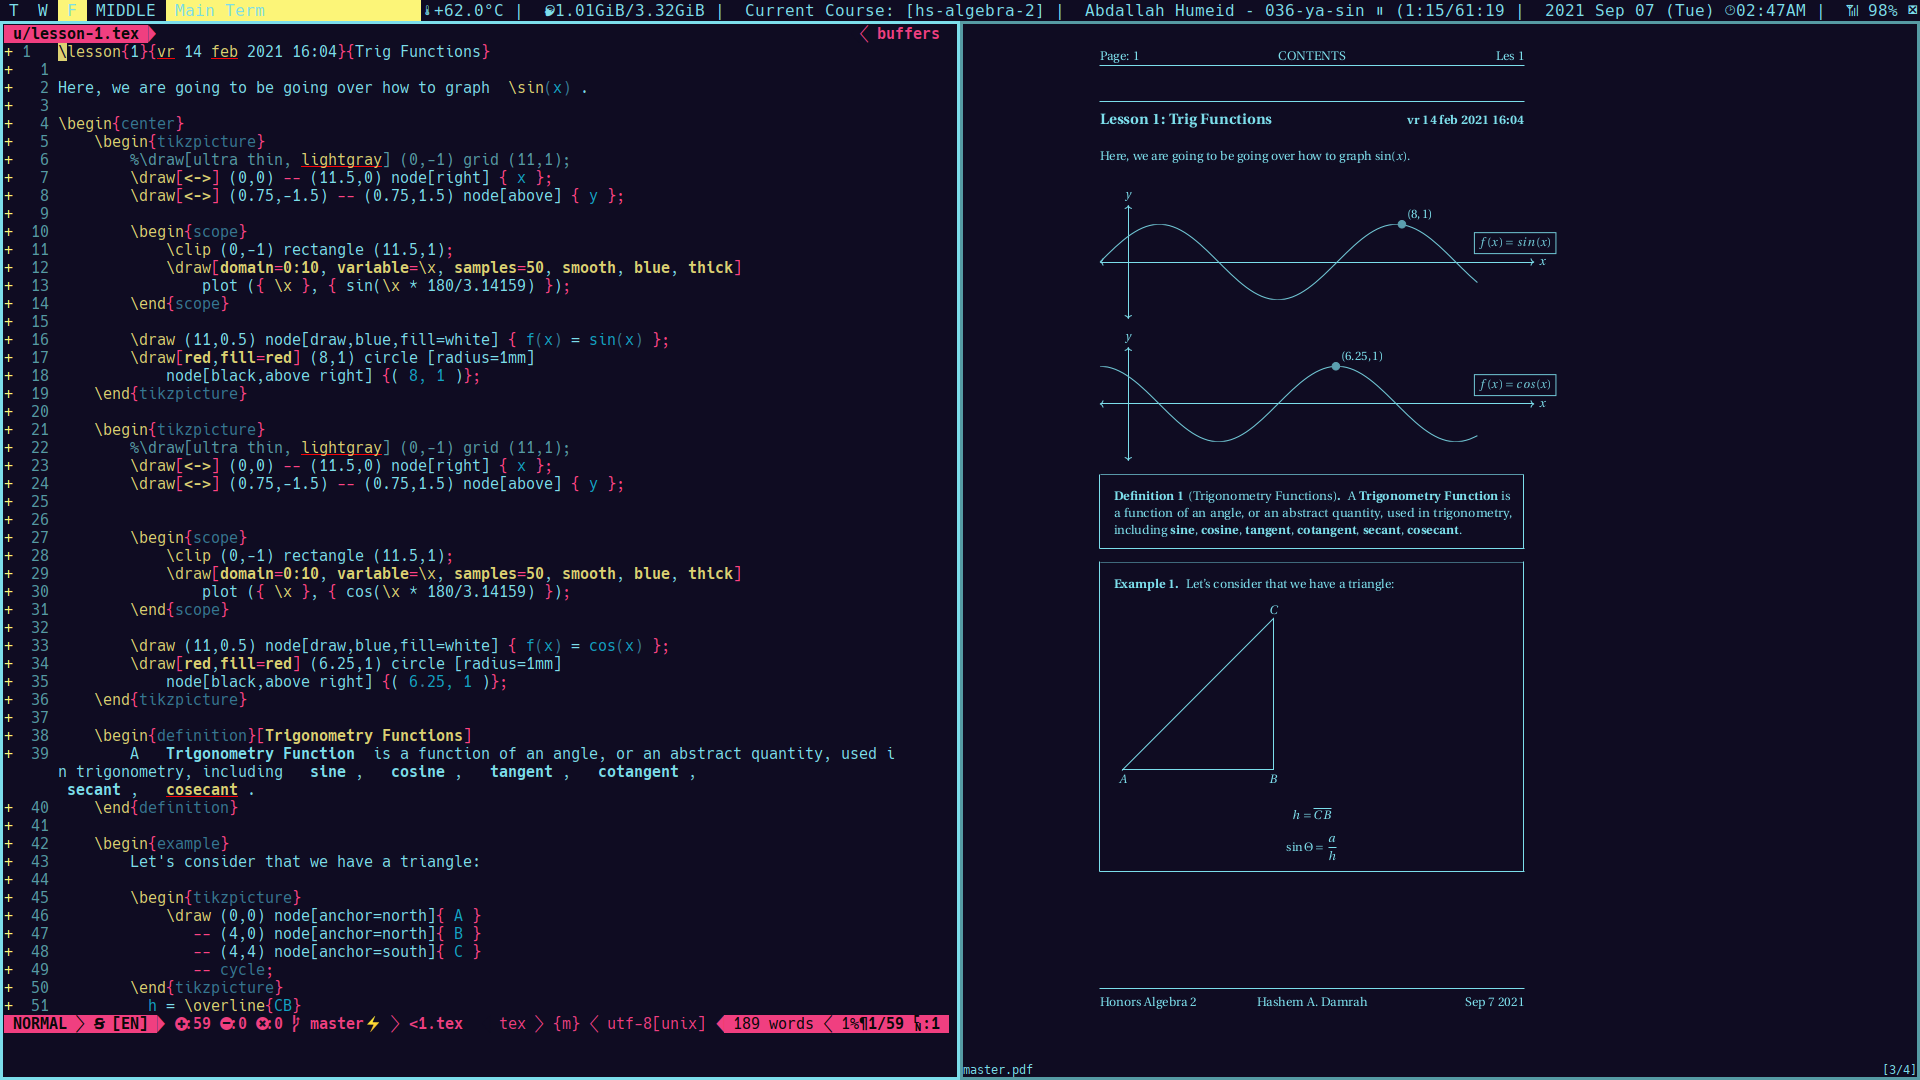 T W F MIDDLE Main Term +62.0°C | 1.01GiB/3.32GiB | Current Course: [hs-algebra-2] | Abdallah Humeid - 036-ya-sin ⏸ (1:15/61:19 | 2021 Sep 07 (Tue) 02:47AM | 98%
u/lesson-1.tex buffers
+ 1 \lesson{1}{vr 14 feb 2021 16:04}{Trig Functions}
+ 1
+ 2 Here, we are going to be going over how to graph \sin(x) .
+ 3
+ 4 \begin{center}
+ 5 \begin{tikzpicture}
+ 6 %\draw[ultra thin, lightgray] (0,-1) grid (11,1);
+ 7 \draw[<->] (0,0) -- (11.5,0) node[right] { x };
+ 8 \draw[<->] (0.75,-1.5) -- (0.75,1.5) node[above] { y };
+ 9
+ 10 \begin{scope}
+ 11 \clip (0,-1) rectangle (11.5,1);
+ 12 \draw[domain=0:10, variable=\x, samples=50, smooth, blue, thick]
+ 13 plot ({ \x }, { sin(\x * 180/3.14159) });
+ 14 \end{scope}
+ 15
+ 16 \draw (11,0.5) node[draw,blue,fill=white] { f(x) = sin(x) };
+ 17 \draw[red,fill=red] (8,1) circle [radius=1mm]
+ 18 node[black,above right] {( 8, 1 )};
+ 19 \end{tikzpicture}
+ 20
+ 21 \begin{tikzpicture}
+ 22 %\draw[ultra thin, lightgray] (0,-1) grid (11,1);
+ 23 \draw[<->] (0,0) -- (11.5,0) node[right] { x };
+ 24 \draw[<->] (0.75,-1.5) -- (0.75,1.5) node[above] { y };
+ 25
+ 26
+ 27 \begin{scope}
+ 28 \clip (0,-1) rectangle (11.5,1);
+ 29 \draw[domain=0:10, variable=\x, samples=50, smooth, blue, thick]
+ 30 plot ({ \x }, { cos(\x * 180/3.14159) });
+ 31 \end{scope}
+ 32
+ 33 \draw (11,0.5) node[draw,blue,fill=white] { f(x) = cos(x) };
+ 34 \draw[red,fill=red] (6.25,1) circle [radius=1mm]
+ 35 node[black,above right] {( 6.25, 1 )};
+ 36 \end{tikzpicture}
+ 37
+ 38 \begin{definition}[Trigonometry Functions]
+ 39 A Trigonometry Function is a function of an angle, or an abstract quantity, used i
n trigonometry, including sine , cosine , tangent , cotangent ,
secant , cosecant .
+ 40 \end{definition}
+ 41
+ 42 \begin{example}
+ 43 Let's consider that we have a triangle:
+ 44
+ 45 \begin{tikzpicture}
+ 46 \draw (0,0) node[anchor=north]{ A }
+ 47 -- (4,0) node[anchor=north]{ B }
+ 48 -- (4,4) node[anchor=south]{ C }
+ 49 -- cycle;
+ 50 \end{tikzpicture}
+ 51 h = \overline{CB}
NORMAL [EN] 59 0 0 master⚡ <1.tex tex {m} utf-8[unix] 189 words 1%¶1/59 :1
Page: 1 CONTENTS Les 1
Lesson 1: Trig Functions vr 14 feb 2021 16:04
Here, we are going to be going over how to graph sin(x).
y
(8,1)
f(x) = sin(x)
x
y
(6.25,1)
f(x) = cos(x)
x
Definition 1 (Trigonometry Functions). A Trigonometry Function is
a function of an angle, or an abstract quantity, used in trigonometry,
including sine, cosine, tangent, cotangent, secant, cosecant.
Example 1. Let's consider that we have a triangle:
C
A B
h = C̅B̅
sin Θ = a/h
Honors Algebra 2 Hashem A. Damrah Sep 7 2021
master.pdf [3/4]